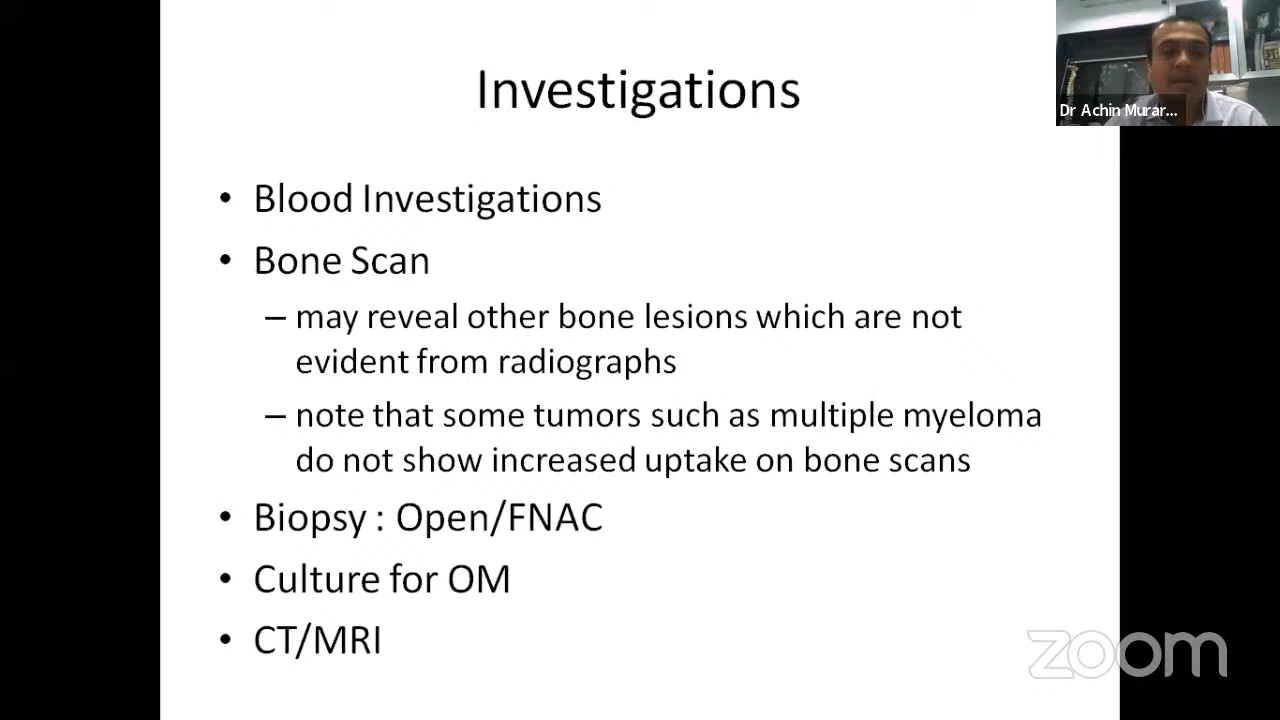 Investigations
Dr Achin Murar...
• Blood Investigations
• Bone Scan
– may reveal other bone lesions which are not
evident from radiographs
– note that some tumors such as multiple myeloma
do not show increased uptake on bone scans
• Biopsy : Open/FNAC
• Culture for OM
• CT/MRI
zoom